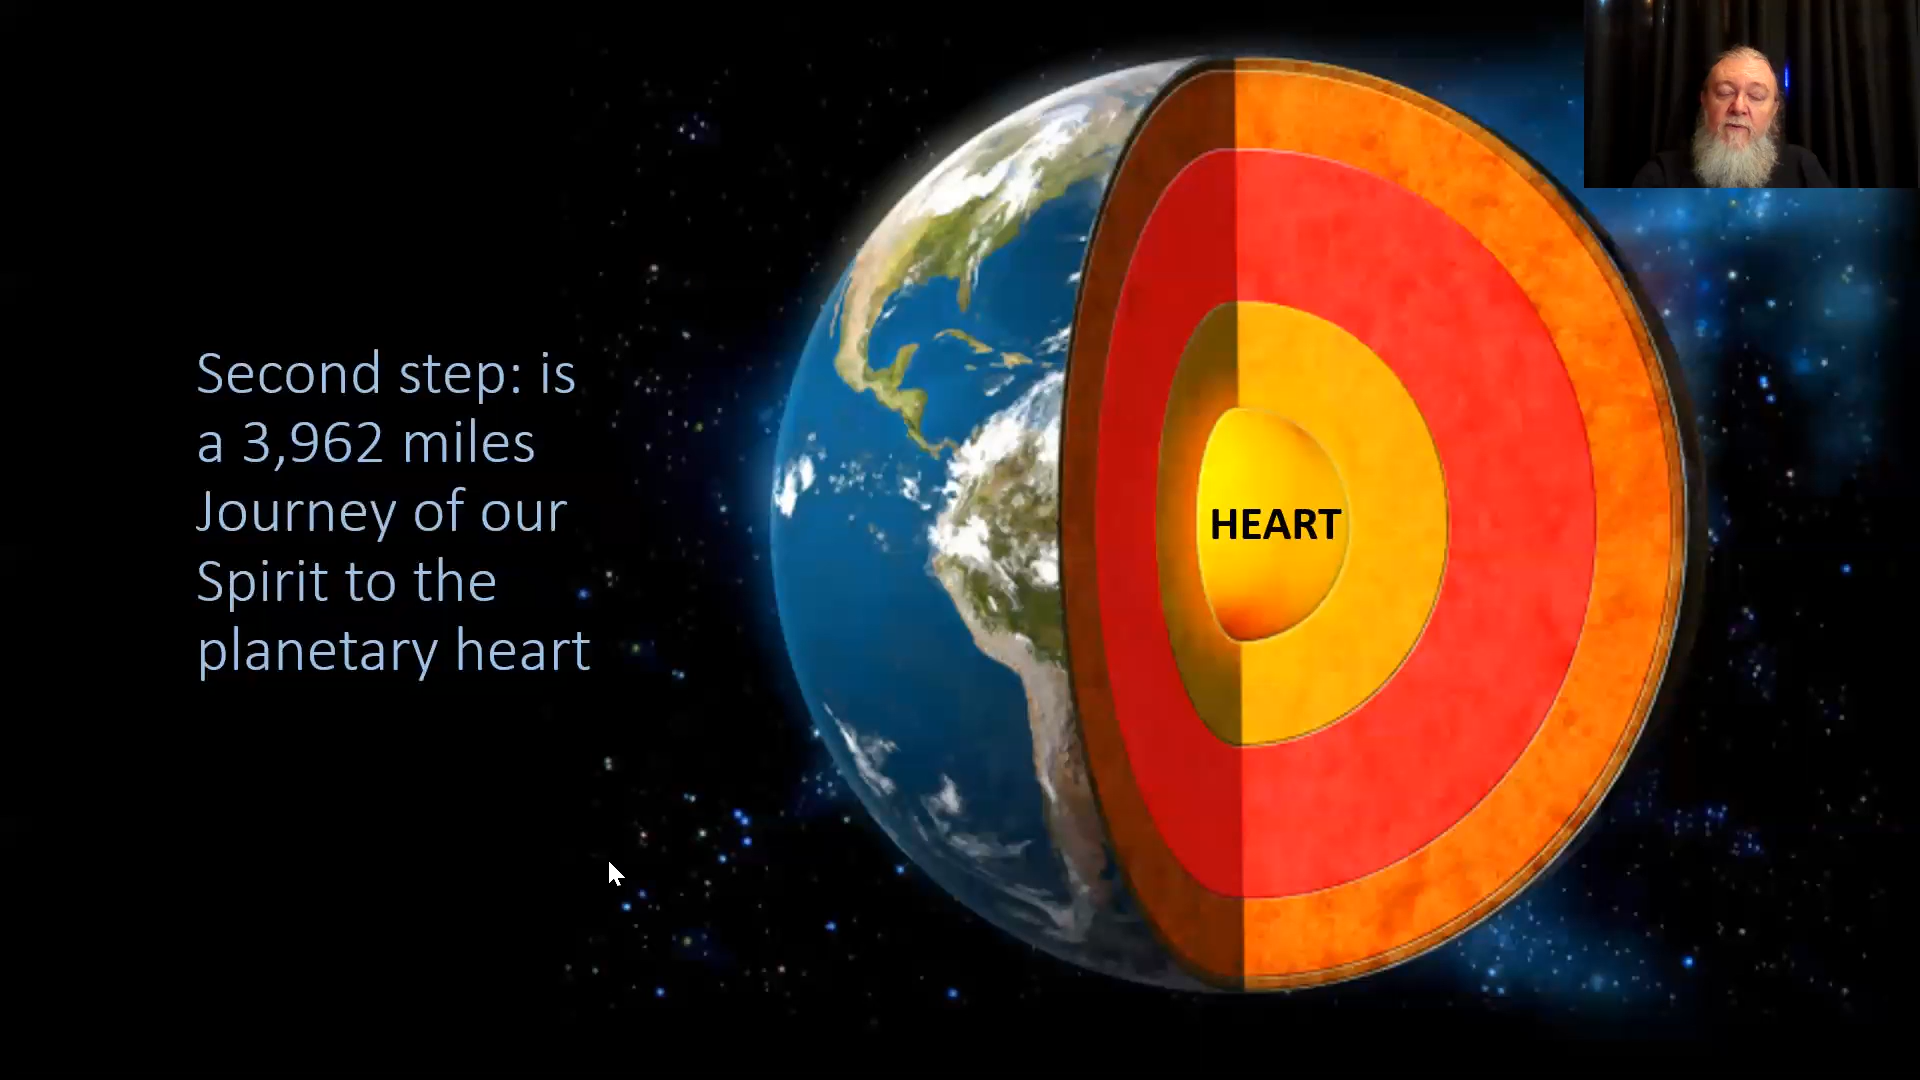 Second step: is
a 3,962 miles
Journey of our
Spirit to the
planetary heart
HEART